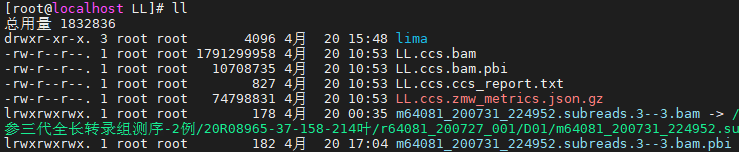 [root@localhost LL]# ll
总用量 1832836
drwxr-xr-x. 3 root root 4096 4月 20 15:48 lima
-rw-r--r--. 1 root root 1791299958 4月 20 10:53 LL.ccs.bam
-rw-r--r--. 1 root root 10708735 4月 20 10:53 LL.ccs.bam.pbi
-rw-r--r--. 1 root root 827 4月 20 10:53 LL.ccs.ccs_report.txt
-rw-r--r--. 1 root root 74798831 4月 20 10:53 LL.ccs.zmw_metrics.json.gz
lrwxrwxrwx. 1 root root 178 4月 20 00:35 m64081_200731_224952.subreads.3--3.bam -> /
参三代全长转录组测序-2例/20R08965-37-158-214叶/r64081_200727_001/D01/m64081_200731_224952.su
lrwxrwxrwx. 1 root root 182 4月 20 17:04 m64081_200731_224952.subreads.3--3.bam.pbi